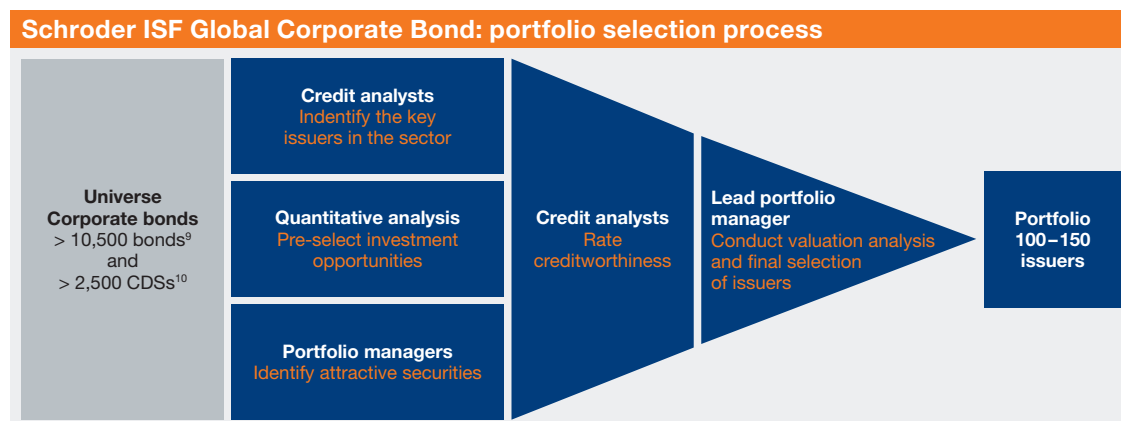 Schroder ISF Global Corporate Bond: portfolio selection process
Universe
Corporate bonds
> 10,500 bonds⁹
and
> 2,500 CDSs¹⁰
Credit analysts
Indentify the key
issuers in the sector
Quantitative analysis
Pre-select investment
opportunities
Portfolio managers
Identify attractive securities
Credit analysts
Rate
creditworthiness
Lead portfolio
manager
Conduct valuation analysis
and final selection
of issuers
Portfolio
100–150
issuers